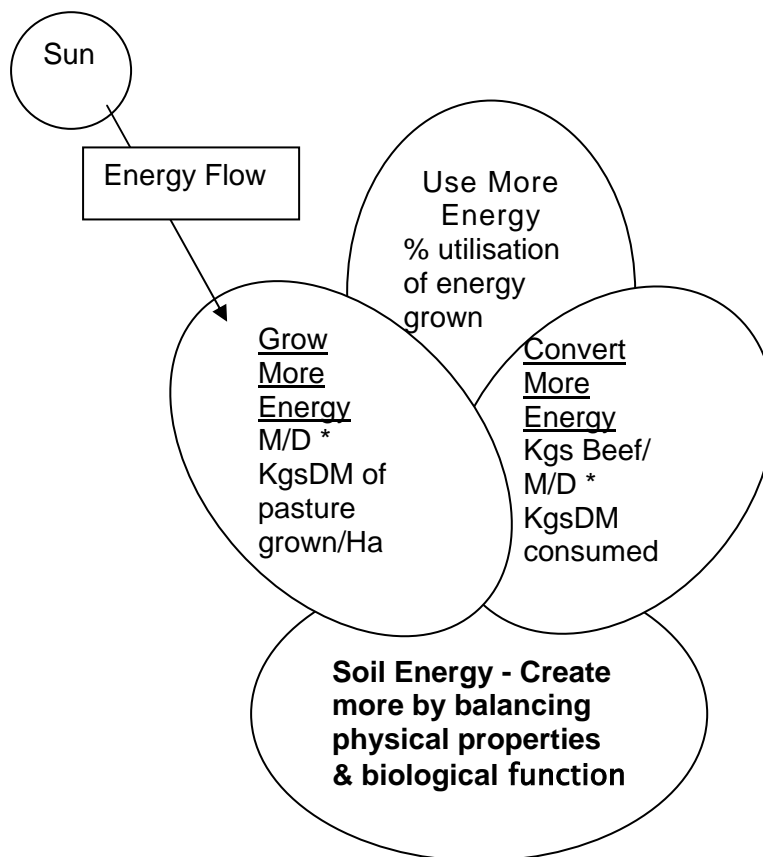 Sun
Energy Flow
Use More
Energy
% utilisation
of energy
grown
Grow
More
Energy
M/D *
KgsDM of
pasture
grown/Ha
Convert
More
Energy
Kgs Beef/
M/D *
KgsDM
consumed
Soil Energy - Create
more by balancing
physical properties
& biological function